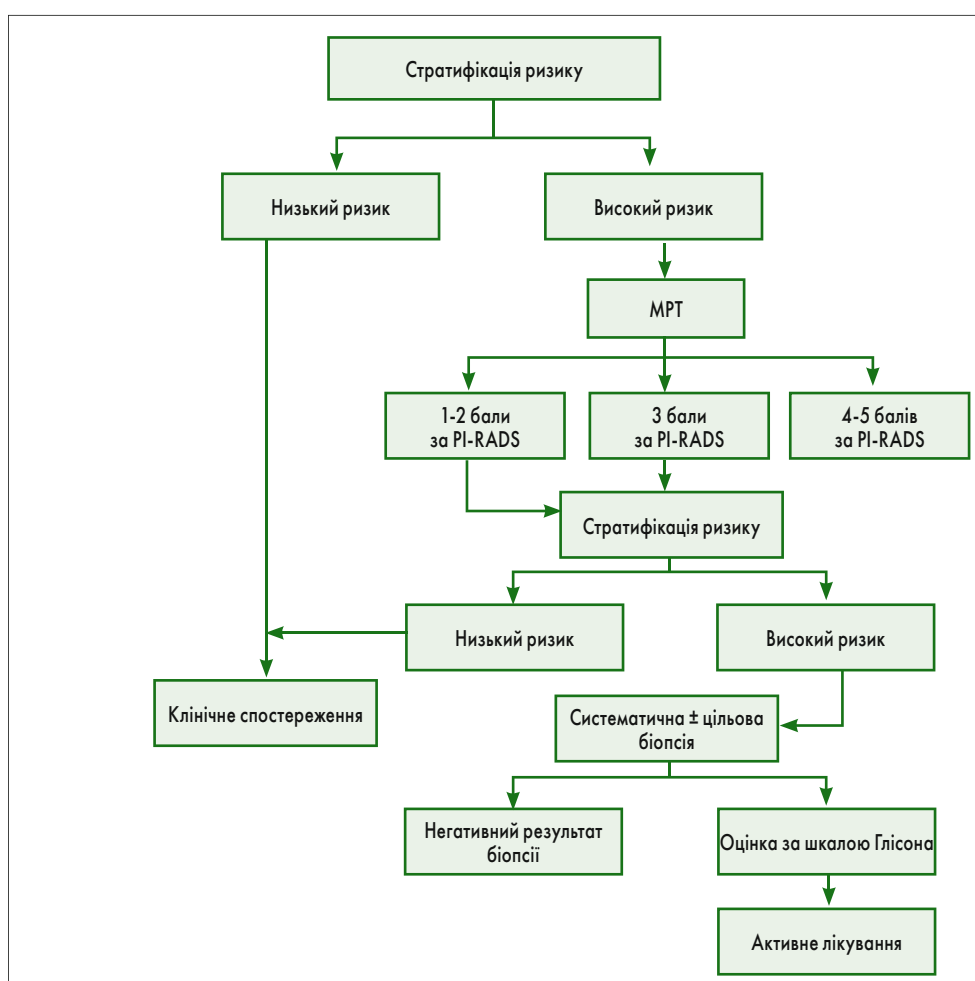 Стратифікація ризику
Низький ризик
Високий ризик
МРТ
1-2 бали
за PI-RADS
3 бали
за PI-RADS
4-5 балів
за PI-RADS
Стратифікація ризику
Низький ризик
Високий ризик
Клінічне спостереження
Систематична ± цільова
біопсія
Негативний результат
біопсії
Оцінка за шкалою Глісона
Активне лікування